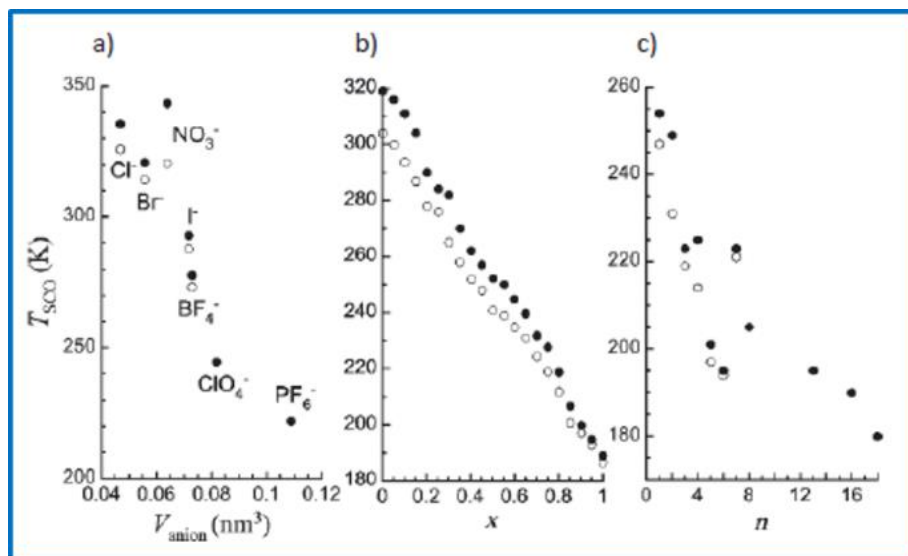 a)
b)
c)
T_SCO (K)
350
300
250
200
0.04 0.06 0.08 0.1 0.12
V_anion (nm³)
Cl⁻
Br⁻
NO₃⁻
I⁻
BF₄⁻
ClO₄⁻
PF₆⁻
320
300
280
260
240
220
200
180
0 0.2 0.4 0.6 0.8 1
x
260
240
220
200
180
0 4 8 12 16
n